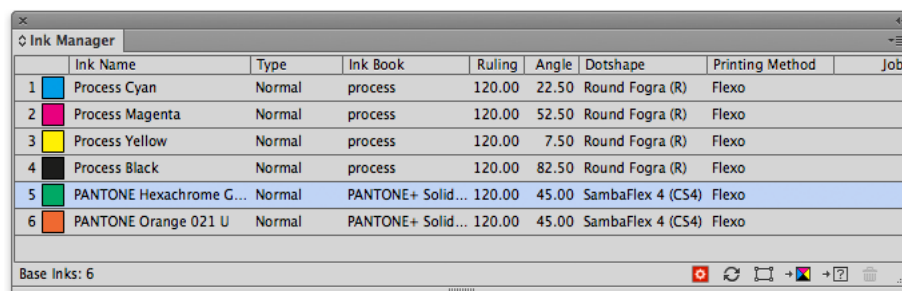 Ink Manager
Ink Name Type Ink Book Ruling Angle Dotshape Printing Method Job
1 Process Cyan Normal process 120.00 22.50 Round Fogra (R) Flexo
2 Process Magenta Normal process 120.00 52.50 Round Fogra (R) Flexo
3 Process Yellow Normal process 120.00 7.50 Round Fogra (R) Flexo
4 Process Black Normal process 120.00 82.50 Round Fogra (R) Flexo
5 PANTONE Hexachrome G... Normal PANTONE+ Solid... 120.00 45.00 SambaFlex 4 (CS4) Flexo
6 PANTONE Orange 021 U Normal PANTONE+ Solid... 120.00 45.00 SambaFlex 4 (CS4) Flexo
Base Inks: 6